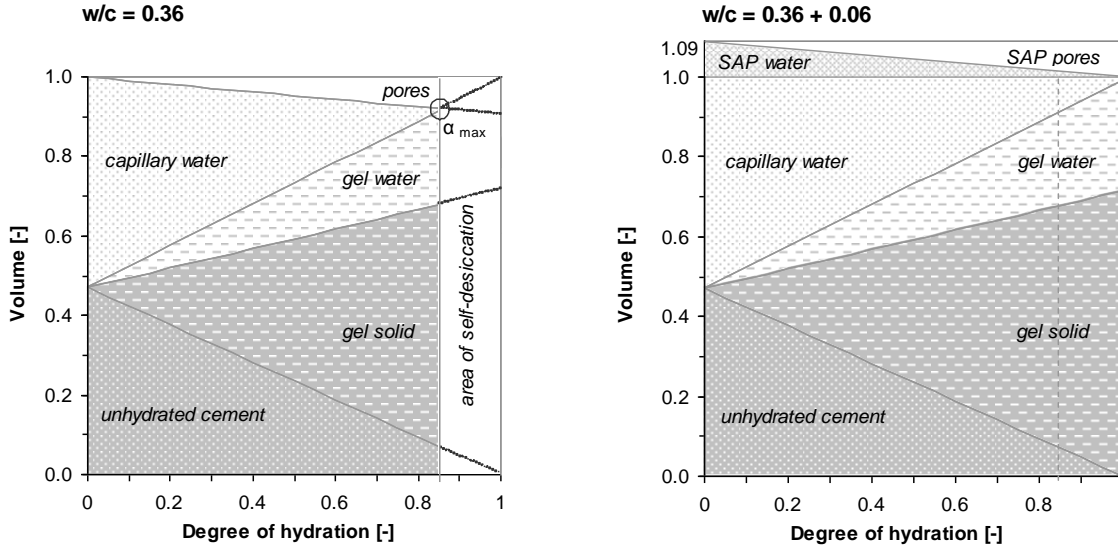 w/c = 0.36
1.0
0.8
0.6
0.4
0.2
0.0
Volume [-]
pores
α max
capillary water
gel water
gel solid
unhydrated cement
area of self-desiccation
0 0.2 0.4 0.6 0.8 1
Degree of hydration [-]
w/c = 0.36 + 0.06
1.09
1.0
0.8
0.6
0.4
0.2
0.0
Volume [-]
SAP water
SAP pores
capillary water
gel water
gel solid
unhydrated cement
0 0.2 0.4 0.6 0.8
Degree of hydration [-]